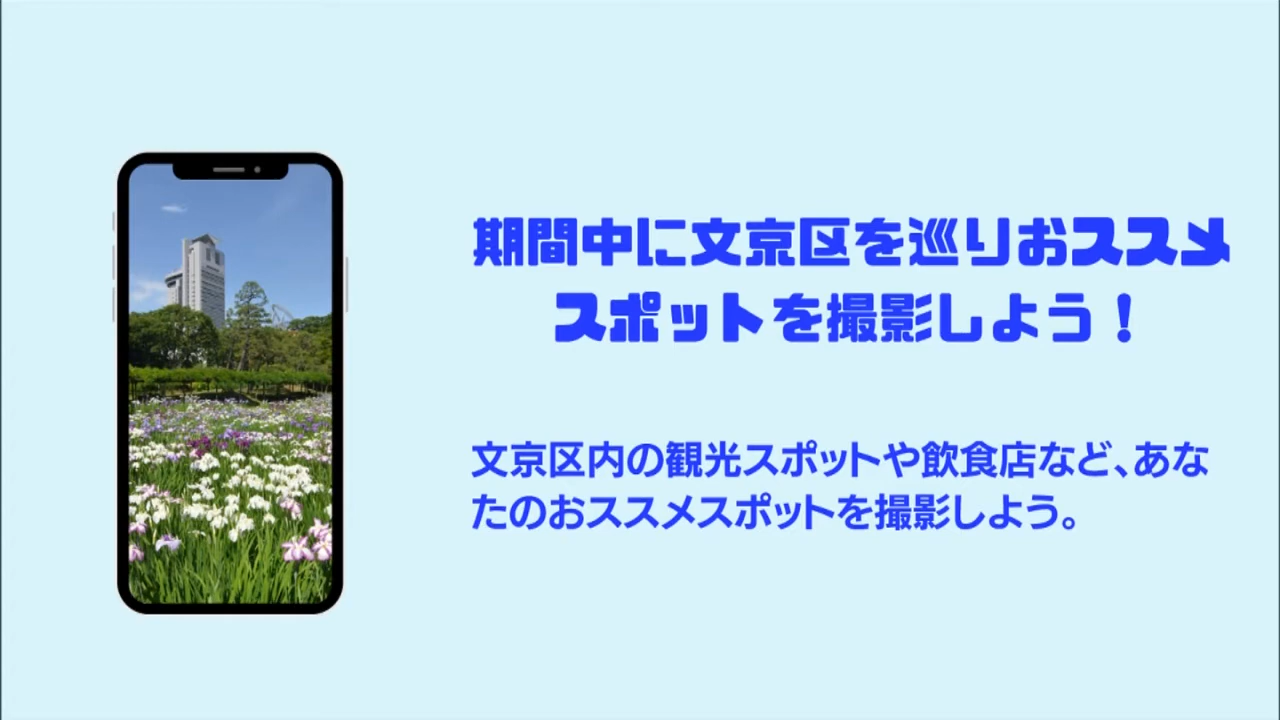 期間中に文京区を巡りおススメ
スポットを撮影しよう！
文京区内の観光スポットや飲食店など、あな
たのおススメスポットを撮影しよう。